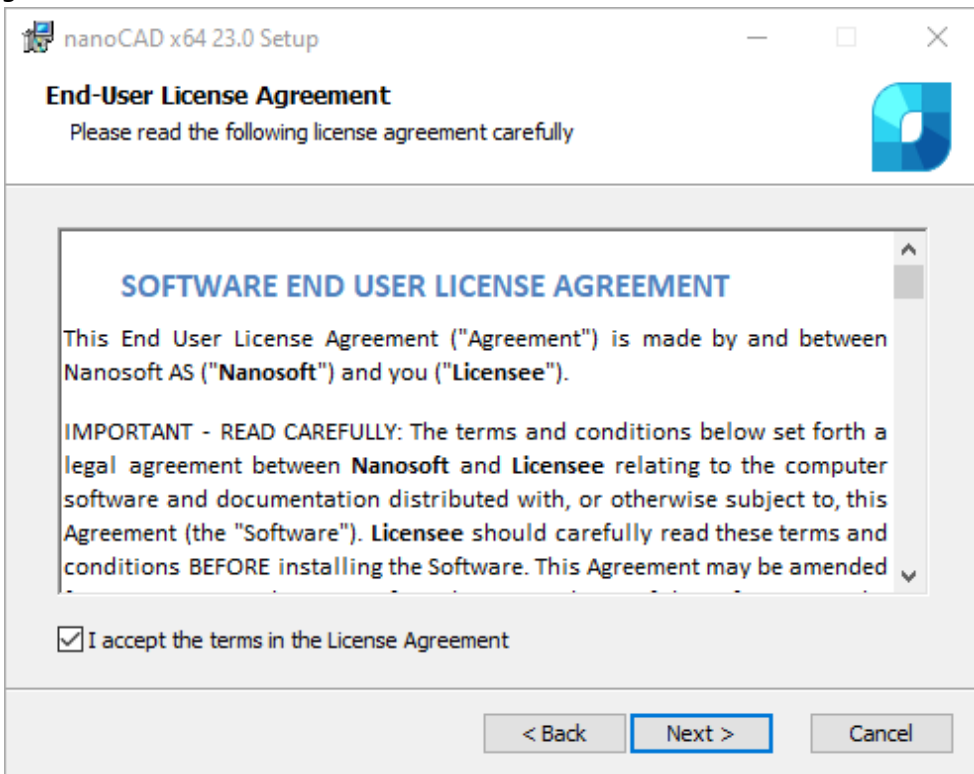 nanoCAD x64 23.0 Setup
End-User License Agreement
Please read the following license agreement carefully
SOFTWARE END USER LICENSE AGREEMENT
This End User License Agreement ("Agreement") is made by and between
Nanosoft AS ("Nanosoft") and you ("Licensee").
IMPORTANT - READ CAREFULLY: The terms and conditions below set forth a
legal agreement between Nanosoft and Licensee relating to the computer
software and documentation distributed with, or otherwise subject to, this
Agreement (the "Software"). Licensee should carefully read these terms and
conditions BEFORE installing the Software. This Agreement may be amended
I accept the terms in the License Agreement
< Back
Next >
Cancel